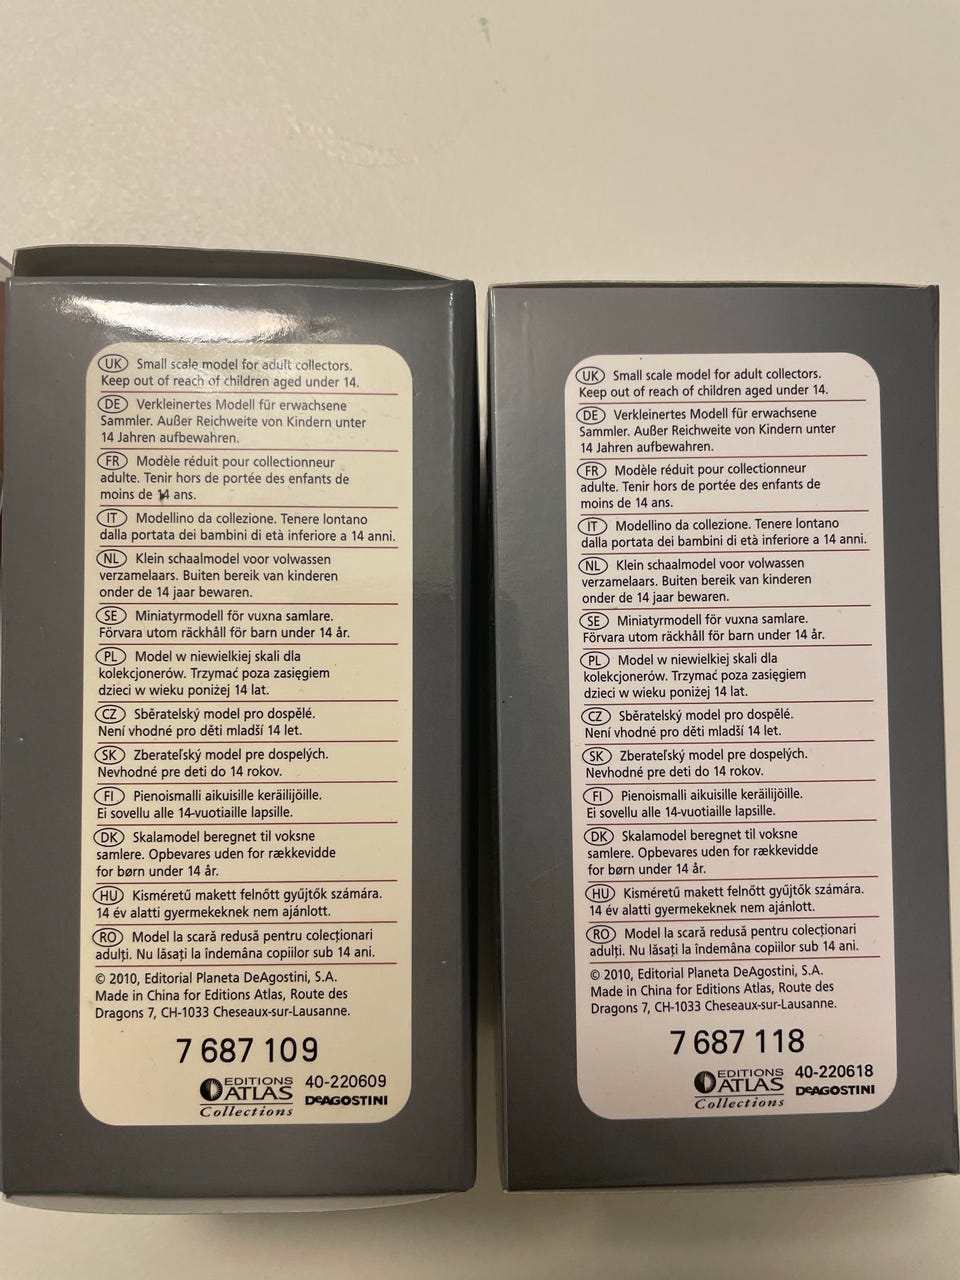 UK Small scale model for adult collectors.
Keep out of reach of children aged under 14.
DE Verkleinertes Modell für erwachsene
Sammler. Außer Reichweite von Kindern unter
14 Jahren aufbewahren.
FR Modèle réduit pour collectionneur
adulte. Tenir hors de portée des enfants de
moins de 14 ans.
IT Modellino da collezione. Tenere lontano
dalla portata dei bambini di età inferiore a 14 anni.
NL Klein schaalmodel voor volwassen
verzamelaars. Buiten bereik van kinderen
onder de 14 jaar bewaren.
SE Miniatyrmodell för vuxna samlare.
Förvara utom räckhåll för barn under 14 år.
PL Model w niewielkiej skali dla
kolekcjonerów. Trzymać poza zasięgiem
dzieci w wieku poniżej 14 lat.
CZ Sběratelský model pro dospělé.
Není vhodné pro děti mladší 14 let.
SK Zberateľský model pre dospelých.
Nevhodné pre deti do 14 rokov.
FI Pienoismalli aikuisille keräilijöille.
Ei sovellu alle 14-vuotiaille lapsille.
DK Skalamodel beregnet til voksne
samlere. Opbevares uden for rækkevidde
for børn under 14 år.
HU Kisméretű makett felnőtt gyűjtők számára.
14 év alatti gyermekeknek nem ajánlott.
RO Model la scară redusă pentru colecționari
adulți. Nu lăsați la îndemâna copiilor sub 14 ani.
© 2010, Editorial Planeta DeAgostini, S.A.
Made in China for Editions Atlas, Route des
Dragons 7, CH-1033 Cheseaux-sur-Lausanne.
7 687 109
EDITIONS
ATLAS
Collections
40-220609
DeAGOSTINI
UK Small scale model for adult collectors.
Keep out of reach of children aged under 14.
DE Verkleinertes Modell für erwachsene
Sammler. Außer Reichweite von Kindern unter
14 Jahren aufbewahren.
FR Modèle réduit pour collectionneur
adulte. Tenir hors de portée des enfants de
moins de 14 ans.
IT Modellino da collezione. Tenere lontano
dalla portata dei bambini di età inferiore a 14 anni.
NL Klein schaalmodel voor volwassen
verzamelaars. Buiten bereik van kinderen
onder de 14 jaar bewaren.
SE Miniatyrmodell för vuxna samlare.
Förvara utom räckhåll för barn under 14 år.
PL Model w niewielkiej skali dla
kolekcjonerów. Trzymać poza zasięgiem
dzieci w wieku poniżej 14 lat.
CZ Sběratelský model pro dospělé.
Není vhodné pro děti mladší 14 let.
SK Zberateľský model pre dospelých.
Nevhodné pre deti do 14 rokov.
FI Pienoismalli aikuisille keräilijöille.
Ei sovellu alle 14-vuotiaille lapsille.
DK Skalamodel beregnet til voksne
samlere. Opbevares uden for rækkevidde
for børn under 14 år.
HU Kisméretű makett felnőtt gyűjtők számára.
14 év alatti gyermekeknek nem ajánlott.
RO Model la scară redusă pentru colecționari
adulți. Nu lăsați la îndemâna copiilor sub 14 ani.
© 2010, Editorial Planeta DeAgostini, S.A.
Made in China for Editions Atlas, Route des
Dragons 7, CH-1033 Cheseaux-sur-Lausanne.
7 687 118
EDITIONS
ATLAS
Collections
40-220618
DeAGOSTINI